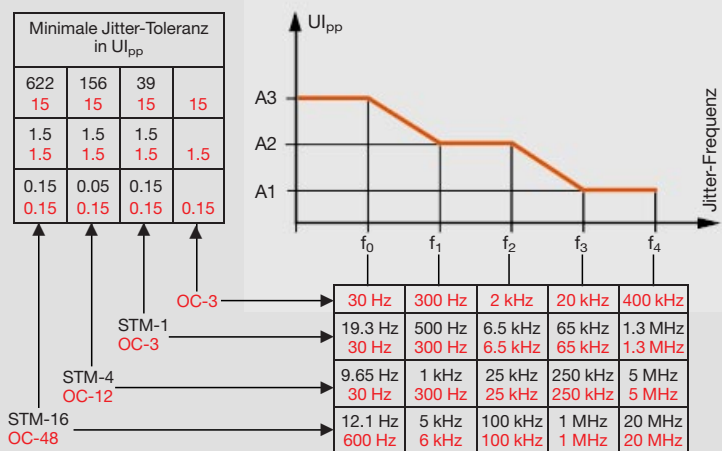 Minimale Jitter-Toleranz
in UIpp
622 156 39
15 15 15 15
1.5 1.5 1.5
1.5 1.5 1.5 1.5
0.15 0.05 0.15
0.15 0.15 0.15 0.15
UIpp
A3
A2
A1
Jitter-Frequenz
f0 f1 f2 f3 f4
OC-3
30 Hz 300 Hz 2 kHz 20 kHz 400 kHz
STM-1
OC-3
19.3 Hz 500 Hz 6.5 kHz 65 kHz 1.3 MHz
30 Hz 300 Hz 6.5 kHz 65 kHz 1.3 MHz
STM-4
OC-12
9.65 Hz 1 kHz 25 kHz 250 kHz 5 MHz
30 Hz 300 Hz 25 kHz 250 kHz 5 MHz
STM-16
OC-48
12.1 Hz 5 kHz 100 kHz 1 MHz 20 MHz
600 Hz 6 kHz 100 kHz 1 MHz 20 MHz